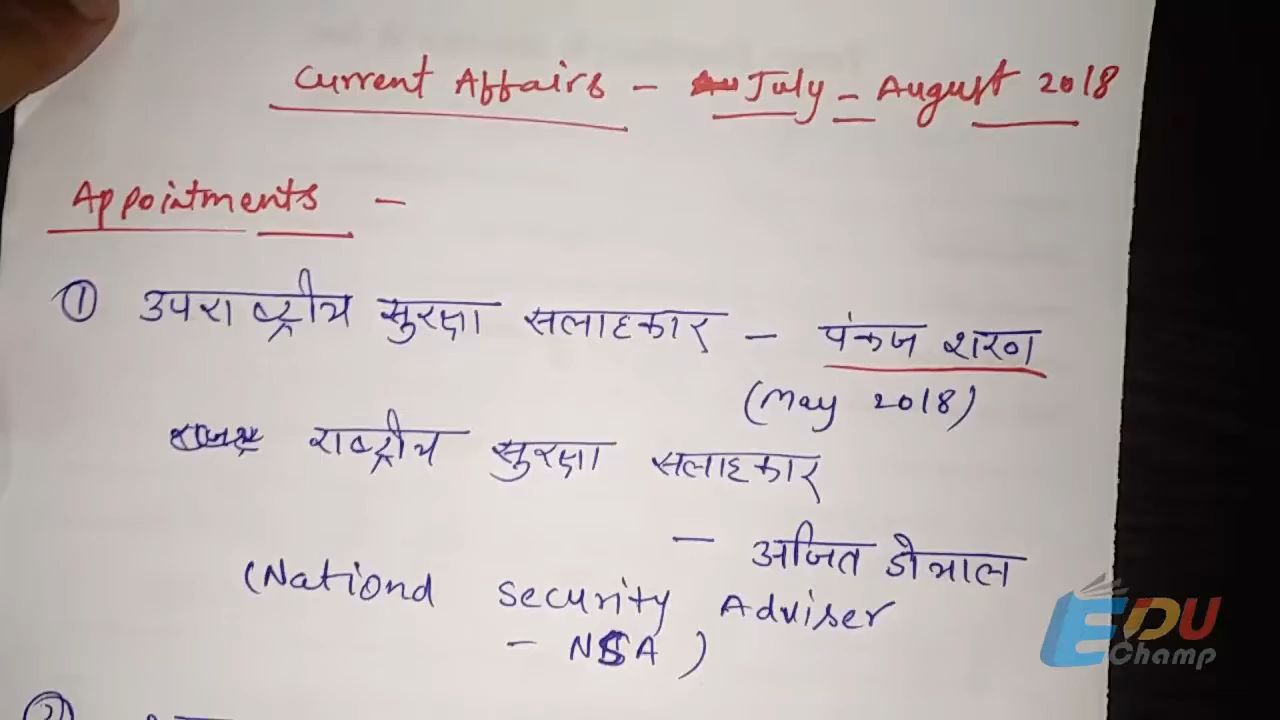 Current Affairs - July - August 2018
Appointments -
① उपराष्ट्रीय सुरक्षा सलाहकार - पंकज शरण
(May 2018)
राष्ट्रीय सुरक्षा सलाहकार
- अजित डोभाल
(National Security Adviser
- NSA)
②
EDU
Champ